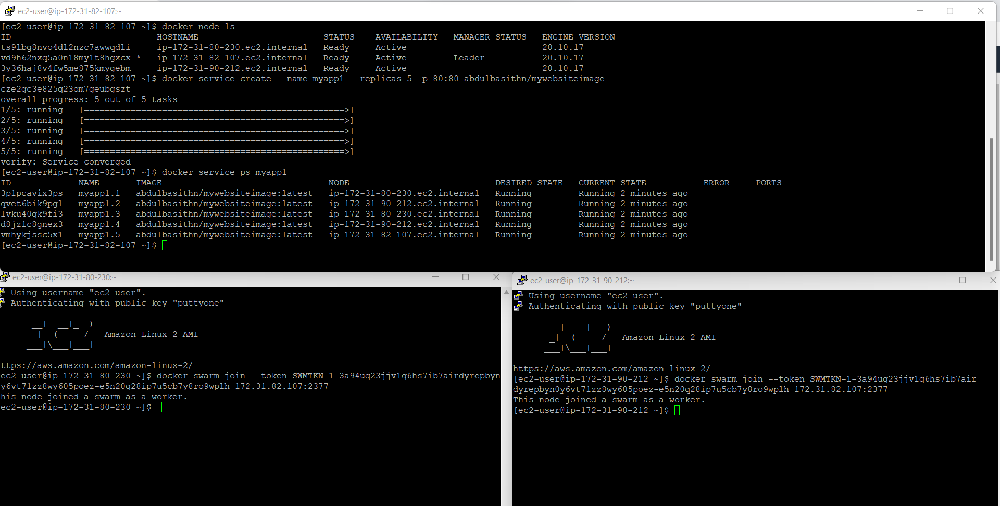 ec2-user@ip-172-31-82-107:~
[ec2-user@ip-172-31-82-107 ~]$ docker node ls
ID                            HOSTNAME                        STATUS    AVAILABILITY   MANAGER STATUS   ENGINE VERSION
ts9lbg8nvo4dl2nzc7awwqdli     ip-172-31-80-230.ec2.internal   Ready     Active                          20.10.17
vd9h62nxq5a0n18my1t8hgxcx *   ip-172-31-82-107.ec2.internal   Ready     Active         Leader           20.10.17
3y36haj8v4fw5me875kmygebm     ip-172-31-90-212.ec2.internal   Ready     Active                          20.10.17
[ec2-user@ip-172-31-82-107 ~]$ docker service create --name myapp1 --replicas 5 -p 80:80 abdulbasithn/mywebsiteimage
cze2gc3e825q23om7geubgszt
overall progress: 5 out of 5 tasks
1/5: running   [==================================================>]
2/5: running   [==================================================>]
3/5: running   [==================================================>]
4/5: running   [==================================================>]
5/5: running   [==================================================>]
verify: Service converged
[ec2-user@ip-172-31-82-107 ~]$ docker service ps myapp1
ID             NAME       IMAGE                                NODE                            DESIRED STATE   CURRENT STATE           ERROR     PORTS
3p1pcavix3ps   myapp1.1   abdulbasithn/mywebsiteimage:latest   ip-172-31-80-230.ec2.internal   Running         Running 2 minutes ago
qvet6bik9pgl   myapp1.2   abdulbasithn/mywebsiteimage:latest   ip-172-31-90-212.ec2.internal   Running         Running 2 minutes ago
lvku40qk9fi3   myapp1.3   abdulbasithn/mywebsiteimage:latest   ip-172-31-80-230.ec2.internal   Running         Running 2 minutes ago
d8jz1c8gnex3   myapp1.4   abdulbasithn/mywebsiteimage:latest   ip-172-31-90-212.ec2.internal   Running         Running 2 minutes ago
vmhykjssc5x1   myapp1.5   abdulbasithn/mywebsiteimage:latest   ip-172-31-82-107.ec2.internal   Running         Running 2 minutes ago
[ec2-user@ip-172-31-82-107 ~]$
ec2-user@ip-172-31-80-230:~
Using username "ec2-user".
Authenticating with public key "puttyone"
      __|  __|_  )
      _|  (     /   Amazon Linux 2 AMI
     ___|\___|___|
ttps://aws.amazon.com/amazon-linux-2/
ec2-user@ip-172-31-80-230 ~]$ docker swarm join --token SWMTKN-1-3a94uq23jjv1q6hs7ib7airdyrepbyn
y6vt71zz8wy605poez-e5n20q28ip7u5cb7y8ro9wplh 172.31.82.107:2377
his node joined a swarm as a worker.
ec2-user@ip-172-31-80-230 ~]$
ec2-user@ip-172-31-90-212:~
Using username "ec2-user".
Authenticating with public key "puttyone"
       __|  __|_  )
       _|  (     /   Amazon Linux 2 AMI
      ___|\___|___|
https://aws.amazon.com/amazon-linux-2/
[ec2-user@ip-172-31-90-212 ~]$ docker swarm join --token SWMTKN-1-3a94uq23jjv1q6hs7ib7air
dyrepbyn0y6vt71zz8wy605poez-e5n20q28ip7u5cb7y8ro9wplh 172.31.82.107:2377
This node joined a swarm as a worker.
[ec2-user@ip-172-31-90-212 ~]$